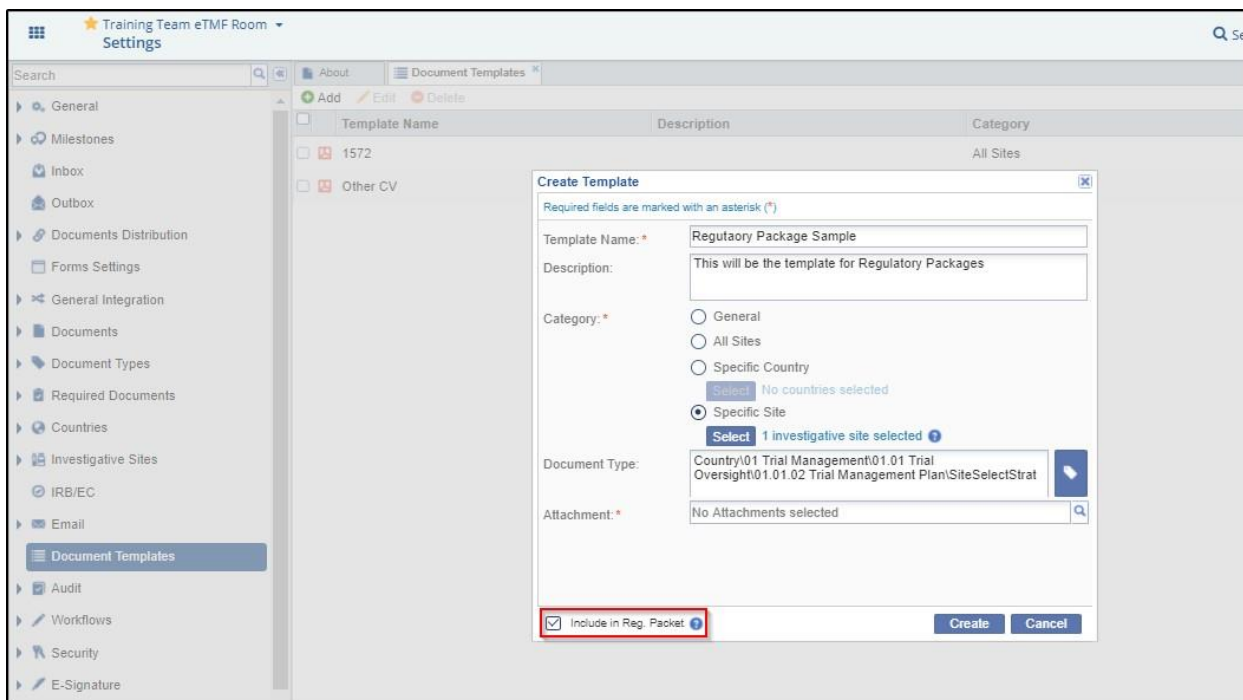 Training Team eTMF Room
Settings
Search
General
Milestones
Inbox
Outbox
Documents Distribution
Forms Settings
General Integration
Documents
Document Types
Required Documents
Countries
Investigative Sites
IRB/EC
Email
Document Templates
Audit
Workflows
Security
E-Signature
About
Document Templates
Add Edit Delete
Template Name Description Category
1572 All Sites
Other CV
Create Template
Required fields are marked with an asterisk (*)
Template Name: * Regutaory Package Sample
Description: This will be the template for Regulatory Packages
Category: * General
All Sites
Specific Country
Select No countries selected
Specific Site
Select 1 investigative site selected ?
Document Type: Country\01 Trial Management\01.01 Trial
Oversight\01.01.02 Trial Management Plan\SiteSelectStrat
Attachment: * No Attachments selected
Include in Reg. Packet ? Create Cancel